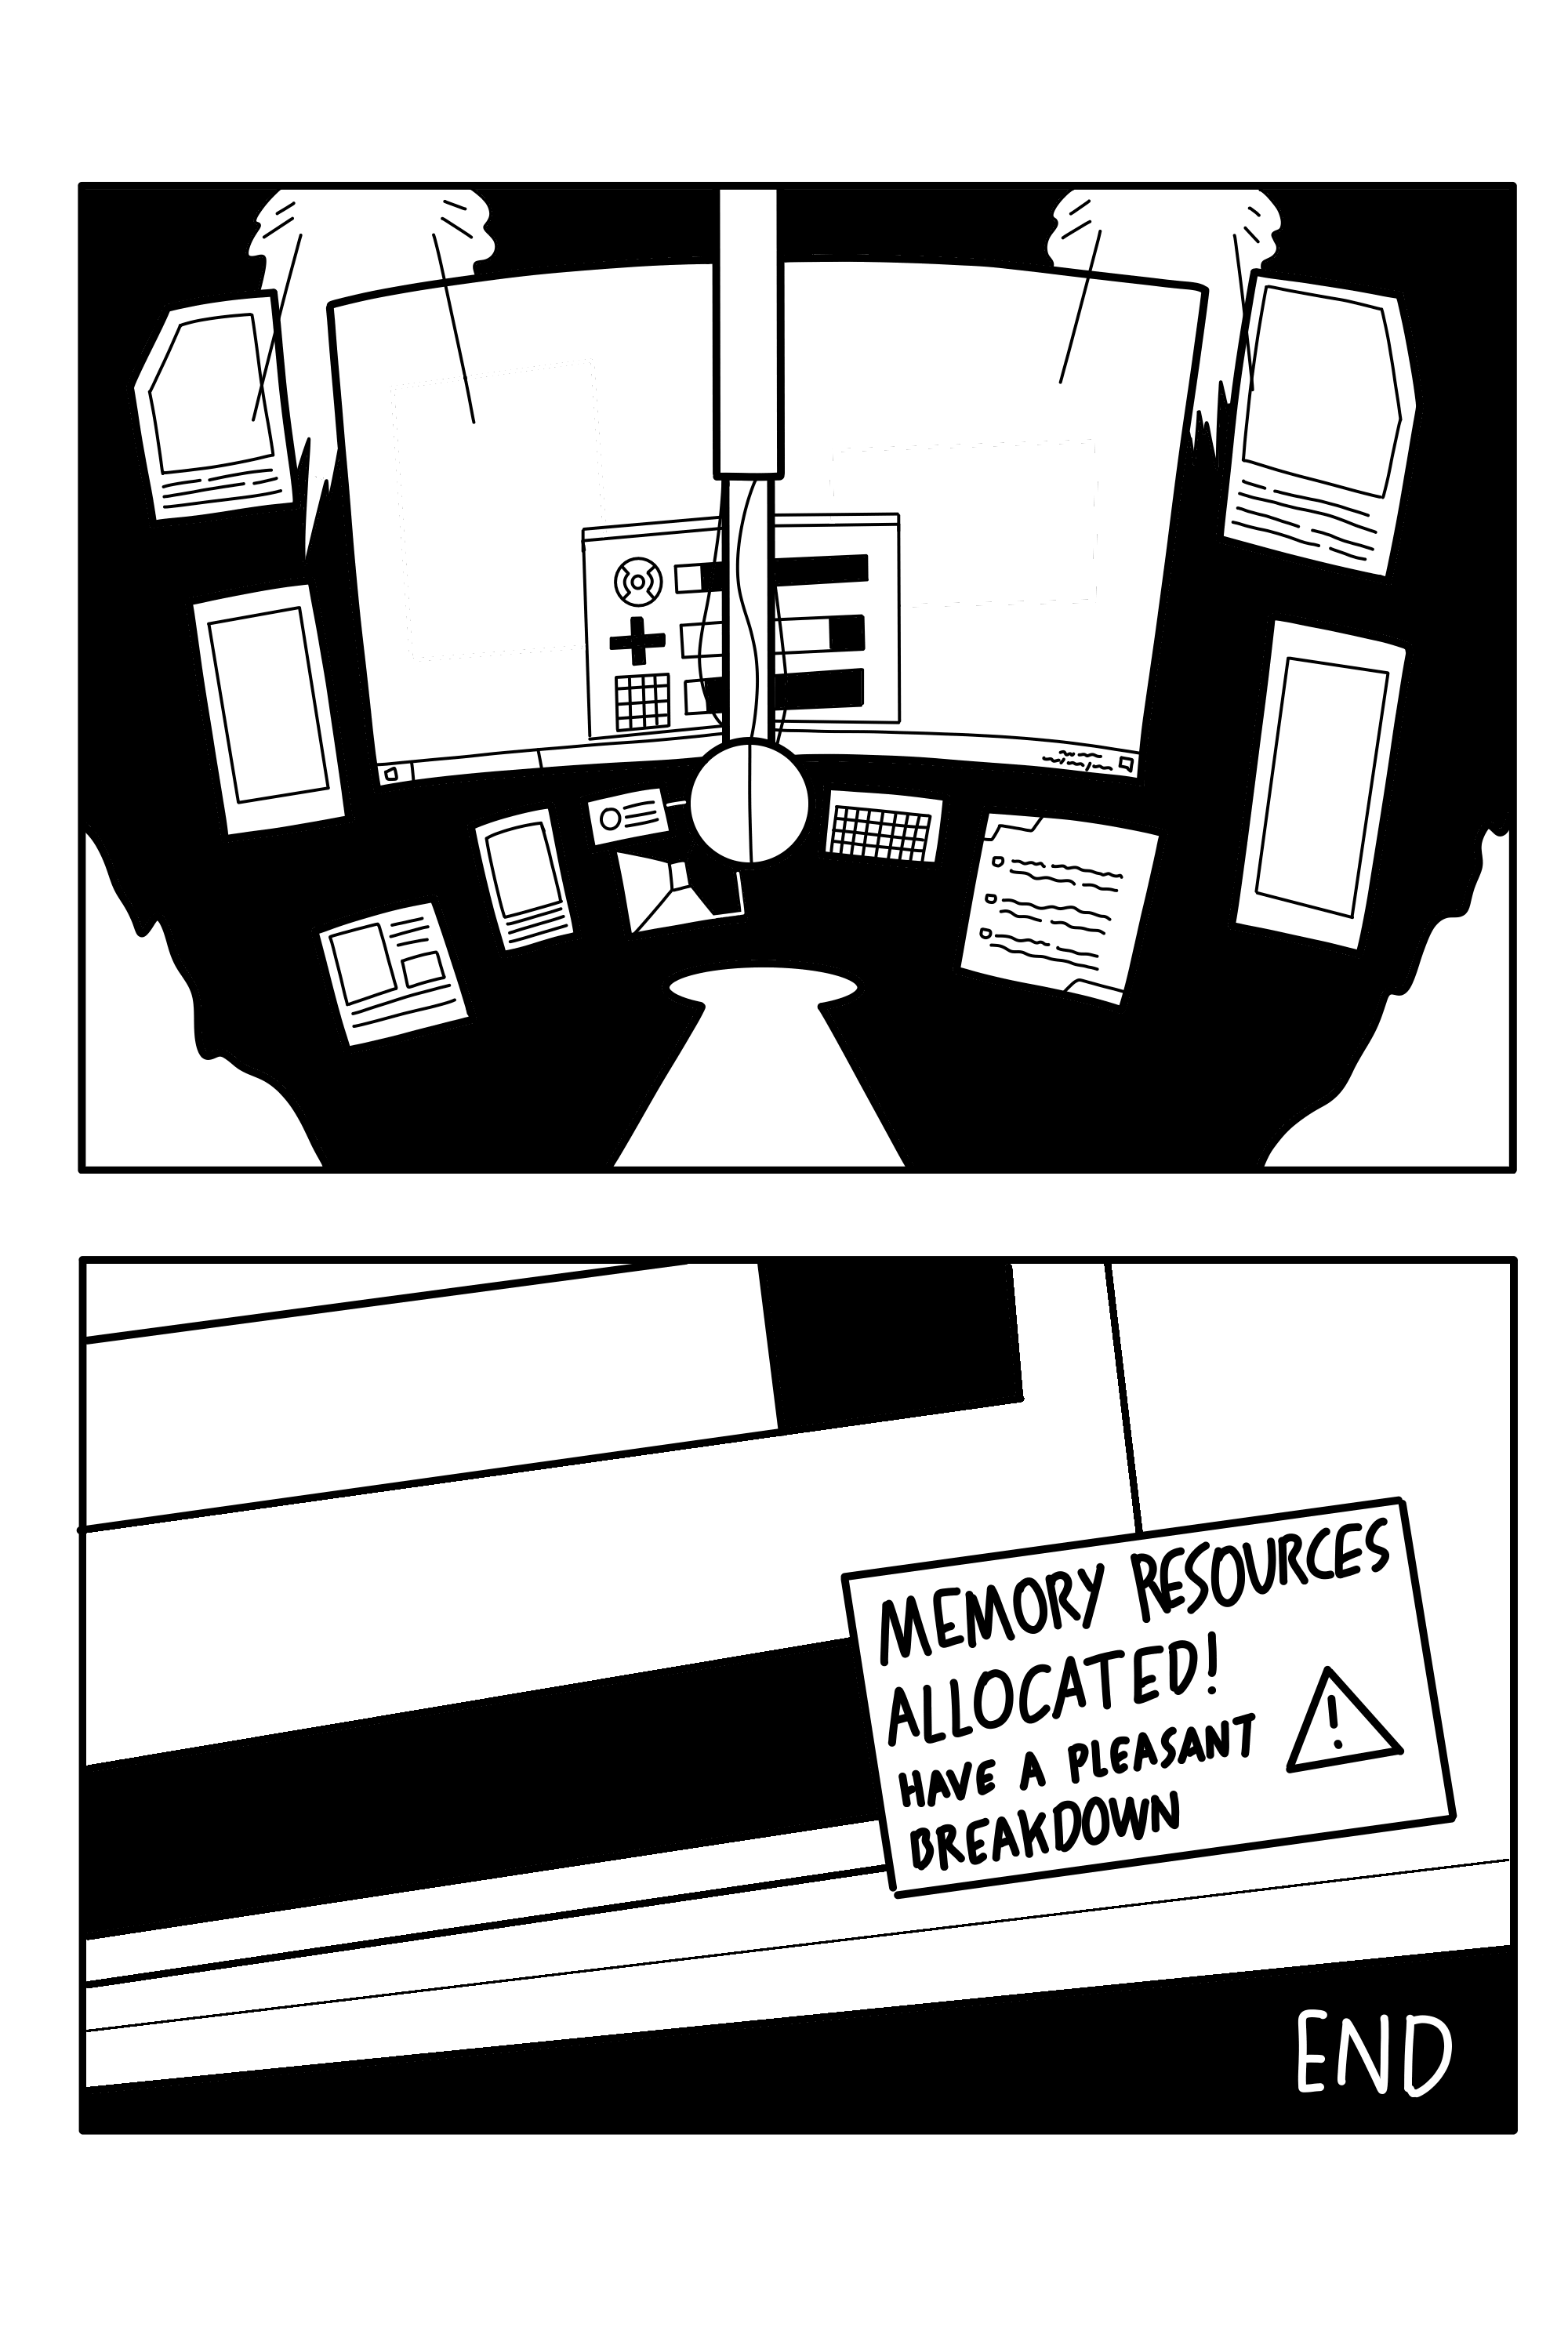 MEMORY RESOURCES
ALLOCATED!
HAVE A PLEASANT
BREAKDOWN
!
END